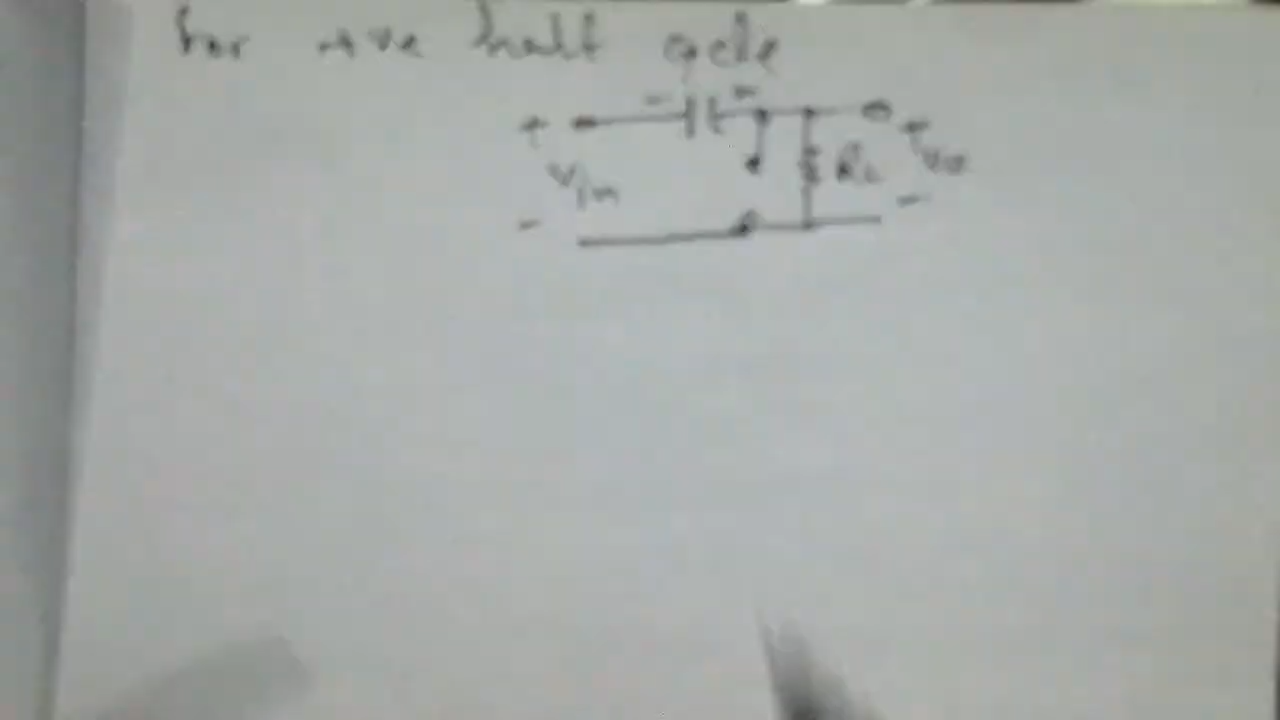 for +ve half cycle
- +
+ +
Vin RL Vo
- -